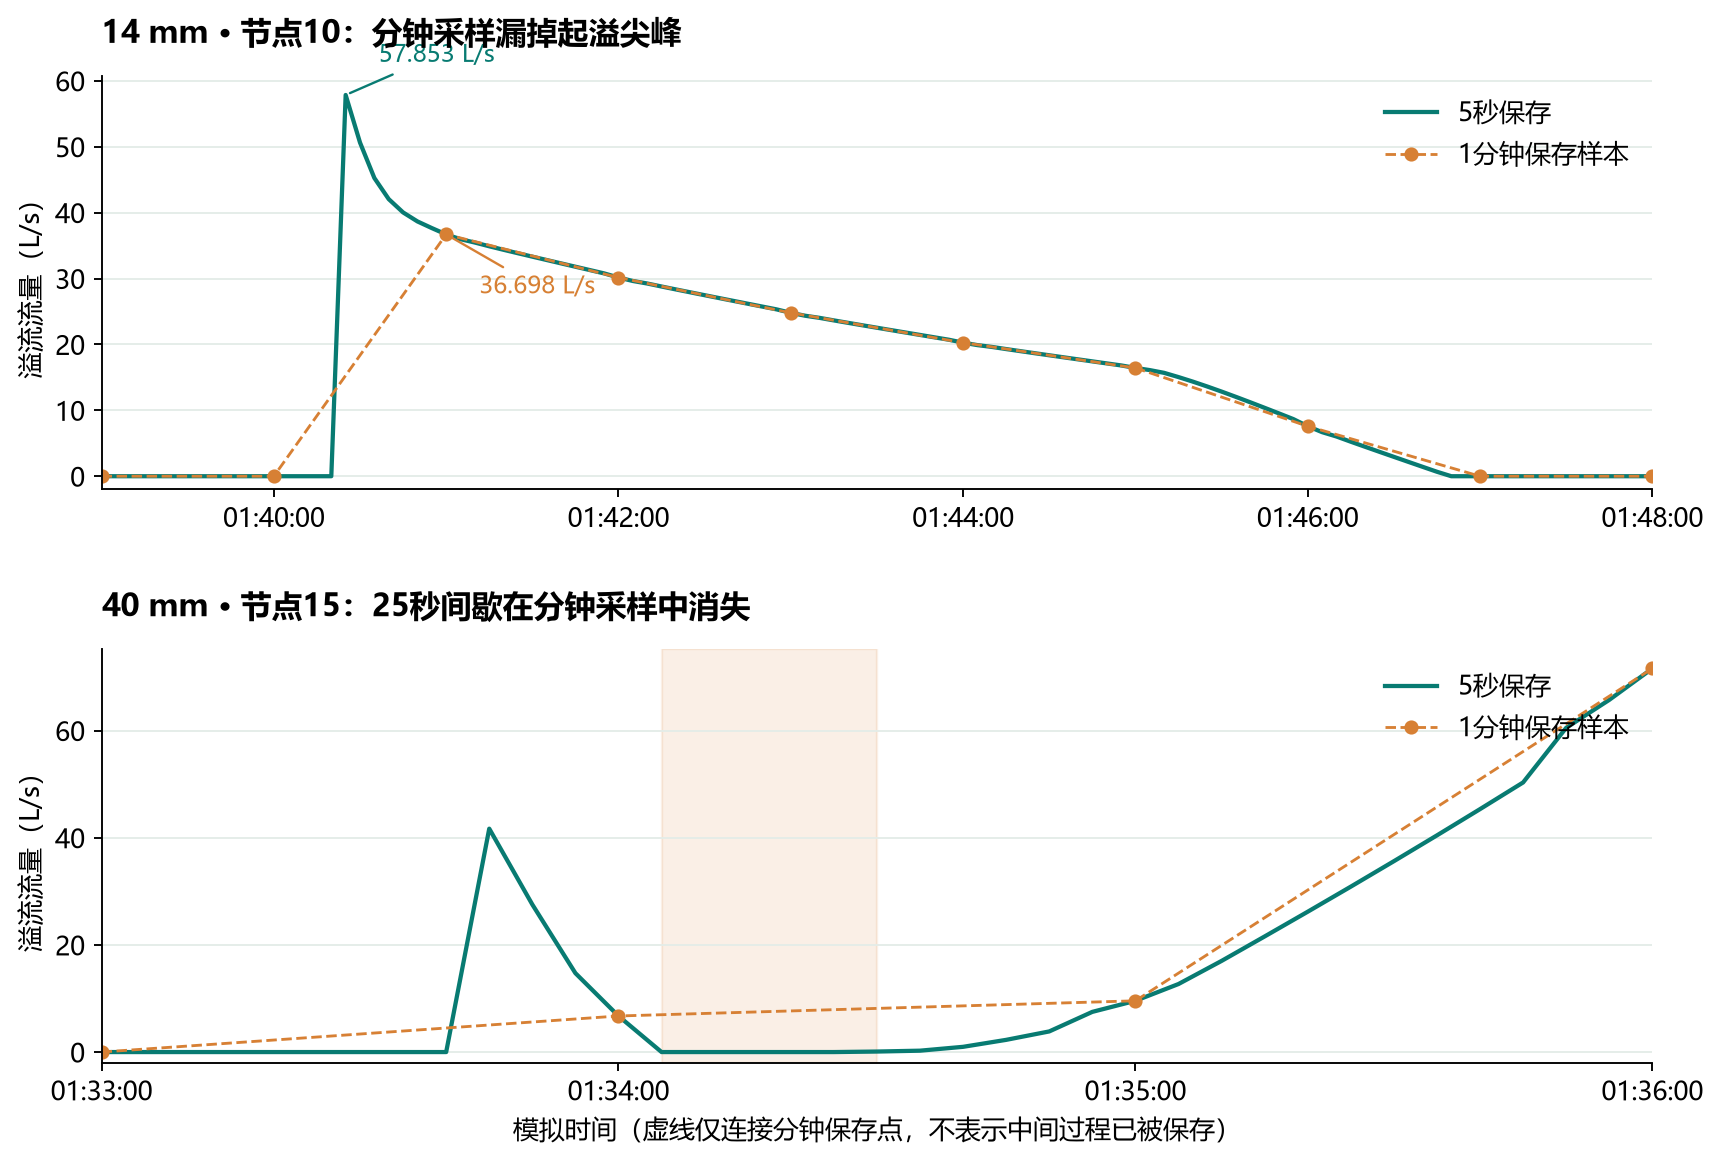 14 mm • 节点10：分钟采样漏掉起溢尖峰
57.853 L/s
60
50
40
30
20
10
0
溢流流量（L/s）
5秒保存
1分钟保存样本
36.698 L/s
01:40:00
01:42:00
01:44:00
01:46:00
01:48:00
40 mm • 节点15：25秒间歇在分钟采样中消失
60
40
20
0
溢流流量（L/s）
5秒保存
1分钟保存样本
01:33:00
01:34:00
01:35:00
01:36:00
模拟时间（虚线仅连接分钟保存点，不表示中间过程已被保存）